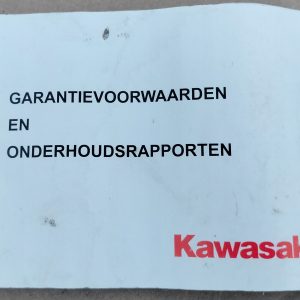 GARANTIEVOORWAARDEN
EN
ONDERHOUDSRAPPORTEN
Kawasak